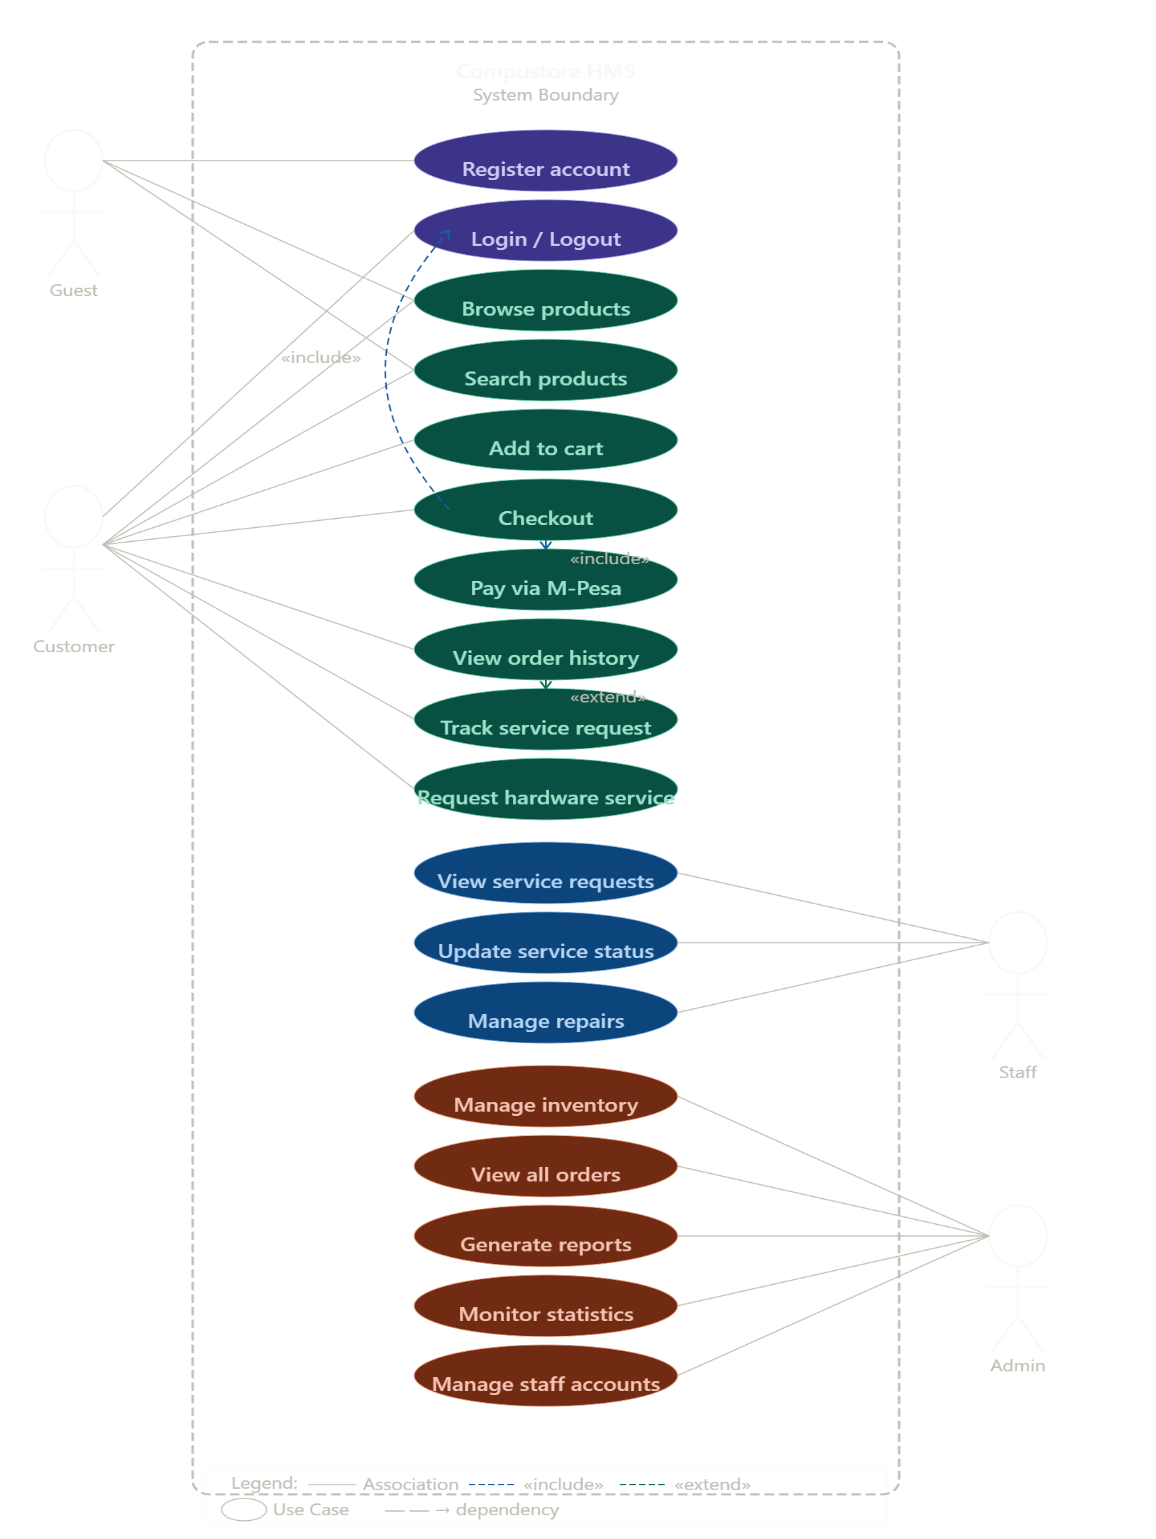 Compustore HMS
System Boundary
Register account
Login / Logout
Guest
Browse products
«include»
Search products
Add to cart
Checkout
«include»
Pay via M-Pesa
Customer
View order history
«extend»
Track service request
Request hardware service
View service requests
Update service status
Manage repairs
Staff
Manage inventory
View all orders
Generate reports
Monitor statistics
Admin
Manage staff accounts
Legend: Association «include» «extend»
Use Case dependency